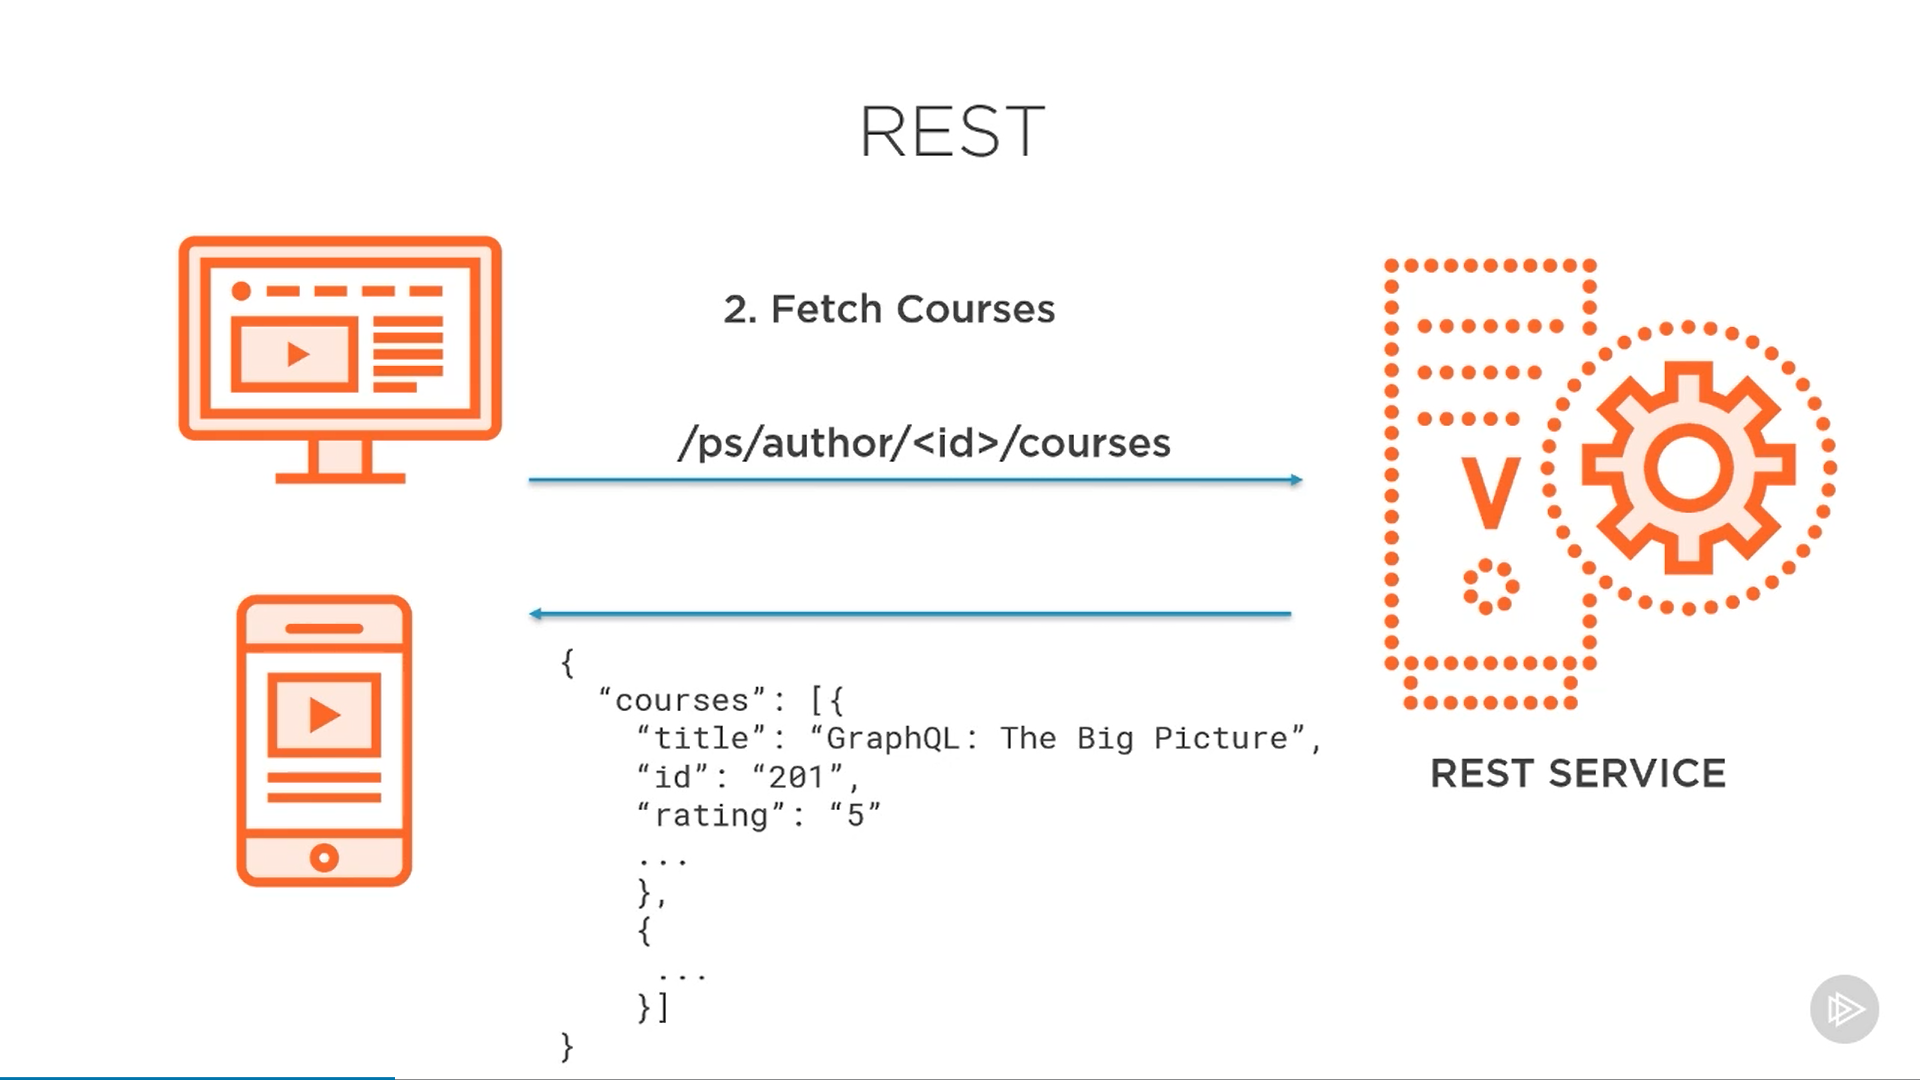 REST
2. Fetch Courses
/ps/author/<id>/courses
{
“courses”: [{
“title”: “GraphQL: The Big Picture”,
“id”: “201”,
“rating”: “5”
...
},
{
...
}]
}
REST SERVICE